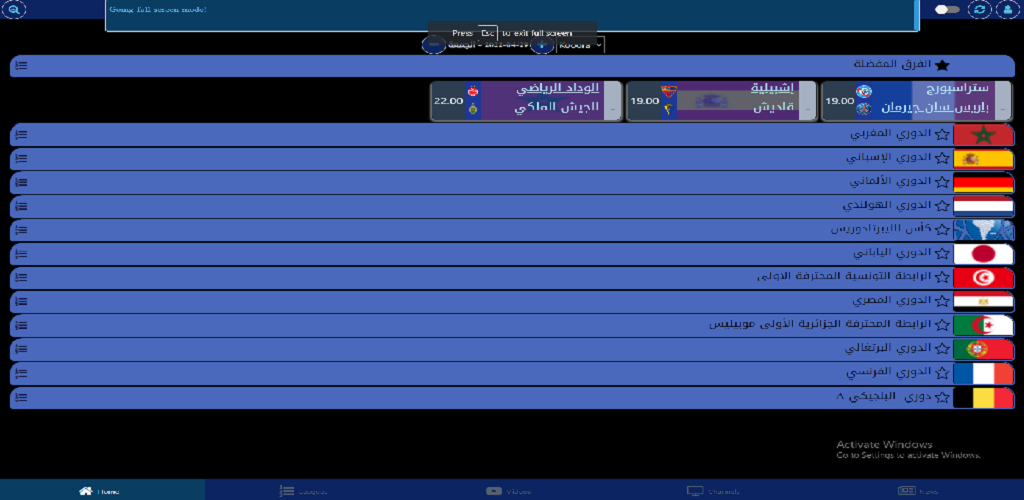 Going full screen mode!
Press Esc to exit full screen
الجمعة - 2022-04-29
Kooora
الفرق المفضلة
ستراسبورج
19.00
باريس سان جيرمان
إشبيلية
19.00
قاديش
الوداد الرياضي
22.00
الجيش الملكي
الدوري المغربي
الدوري الإسباني
الدوري الألماني
الدوري الهولندي
كأس الليبرتادوريس
الدوري الياباني
الرابطة التونسية المحترفة الاولى
الدوري المصري
الرابطة المحترفة الجزائرية الأولى موبيليس
الدوري البرتغالي
الدوري الفرنسي
دوري البلجيكي ٨
Activate Windows
Go to Settings to activate Windows.
Home
Leagues
Videos
Channels
News